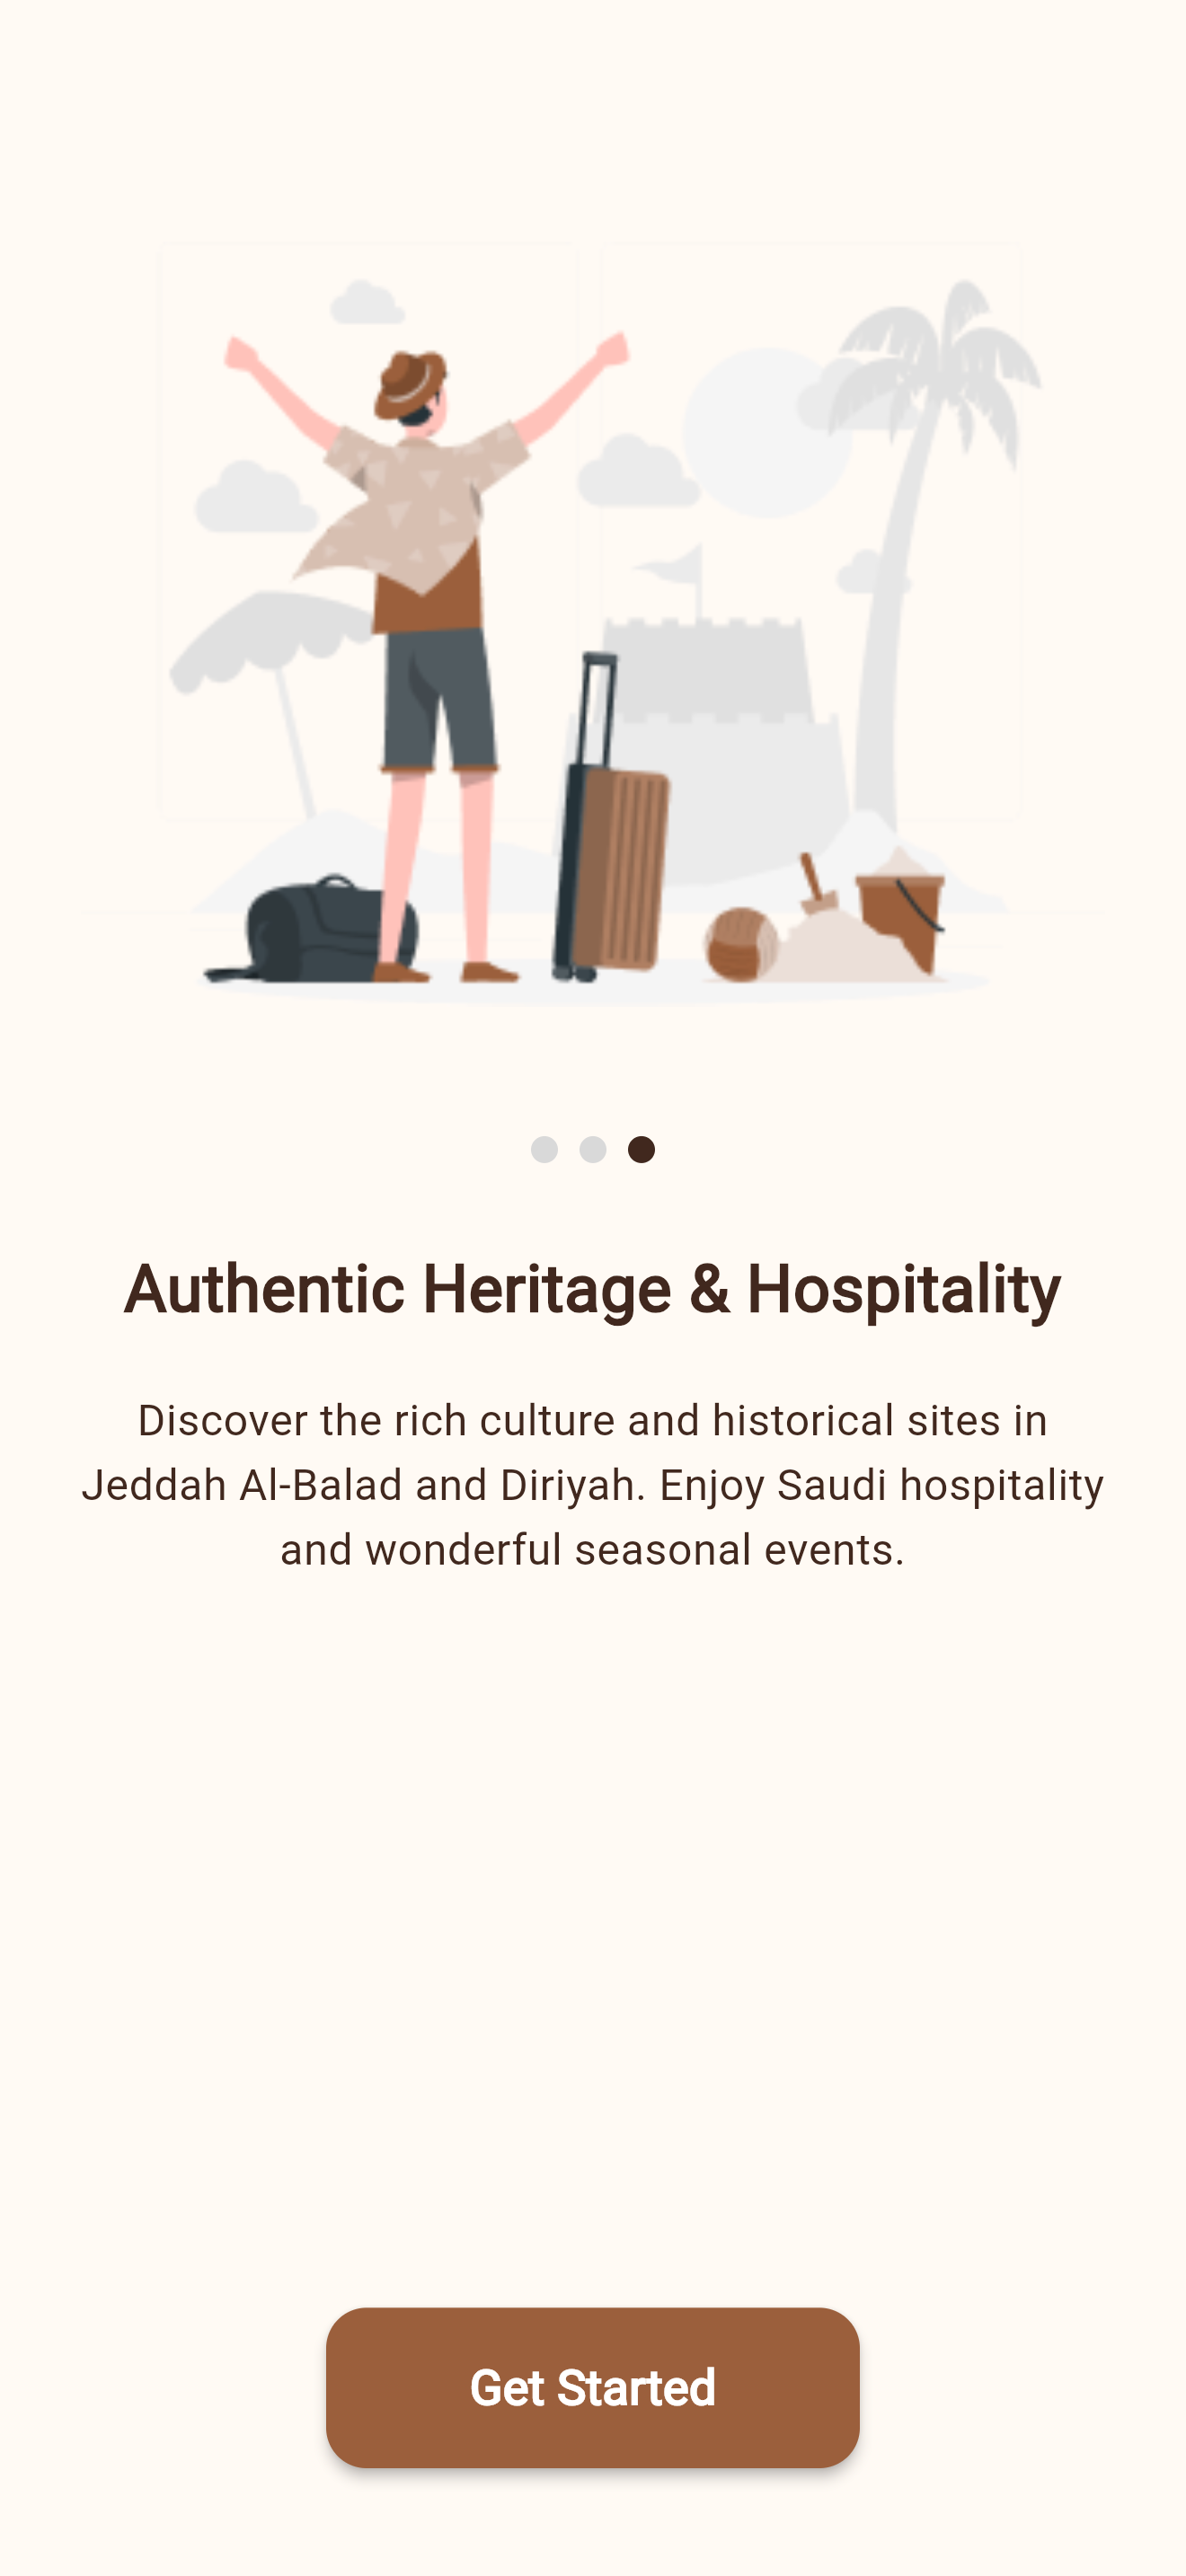 Authentic Heritage & Hospitality
Discover the rich culture and historical sites in
Jeddah Al-Balad and Diriyah. Enjoy Saudi hospitality
and wonderful seasonal events.
Get Started